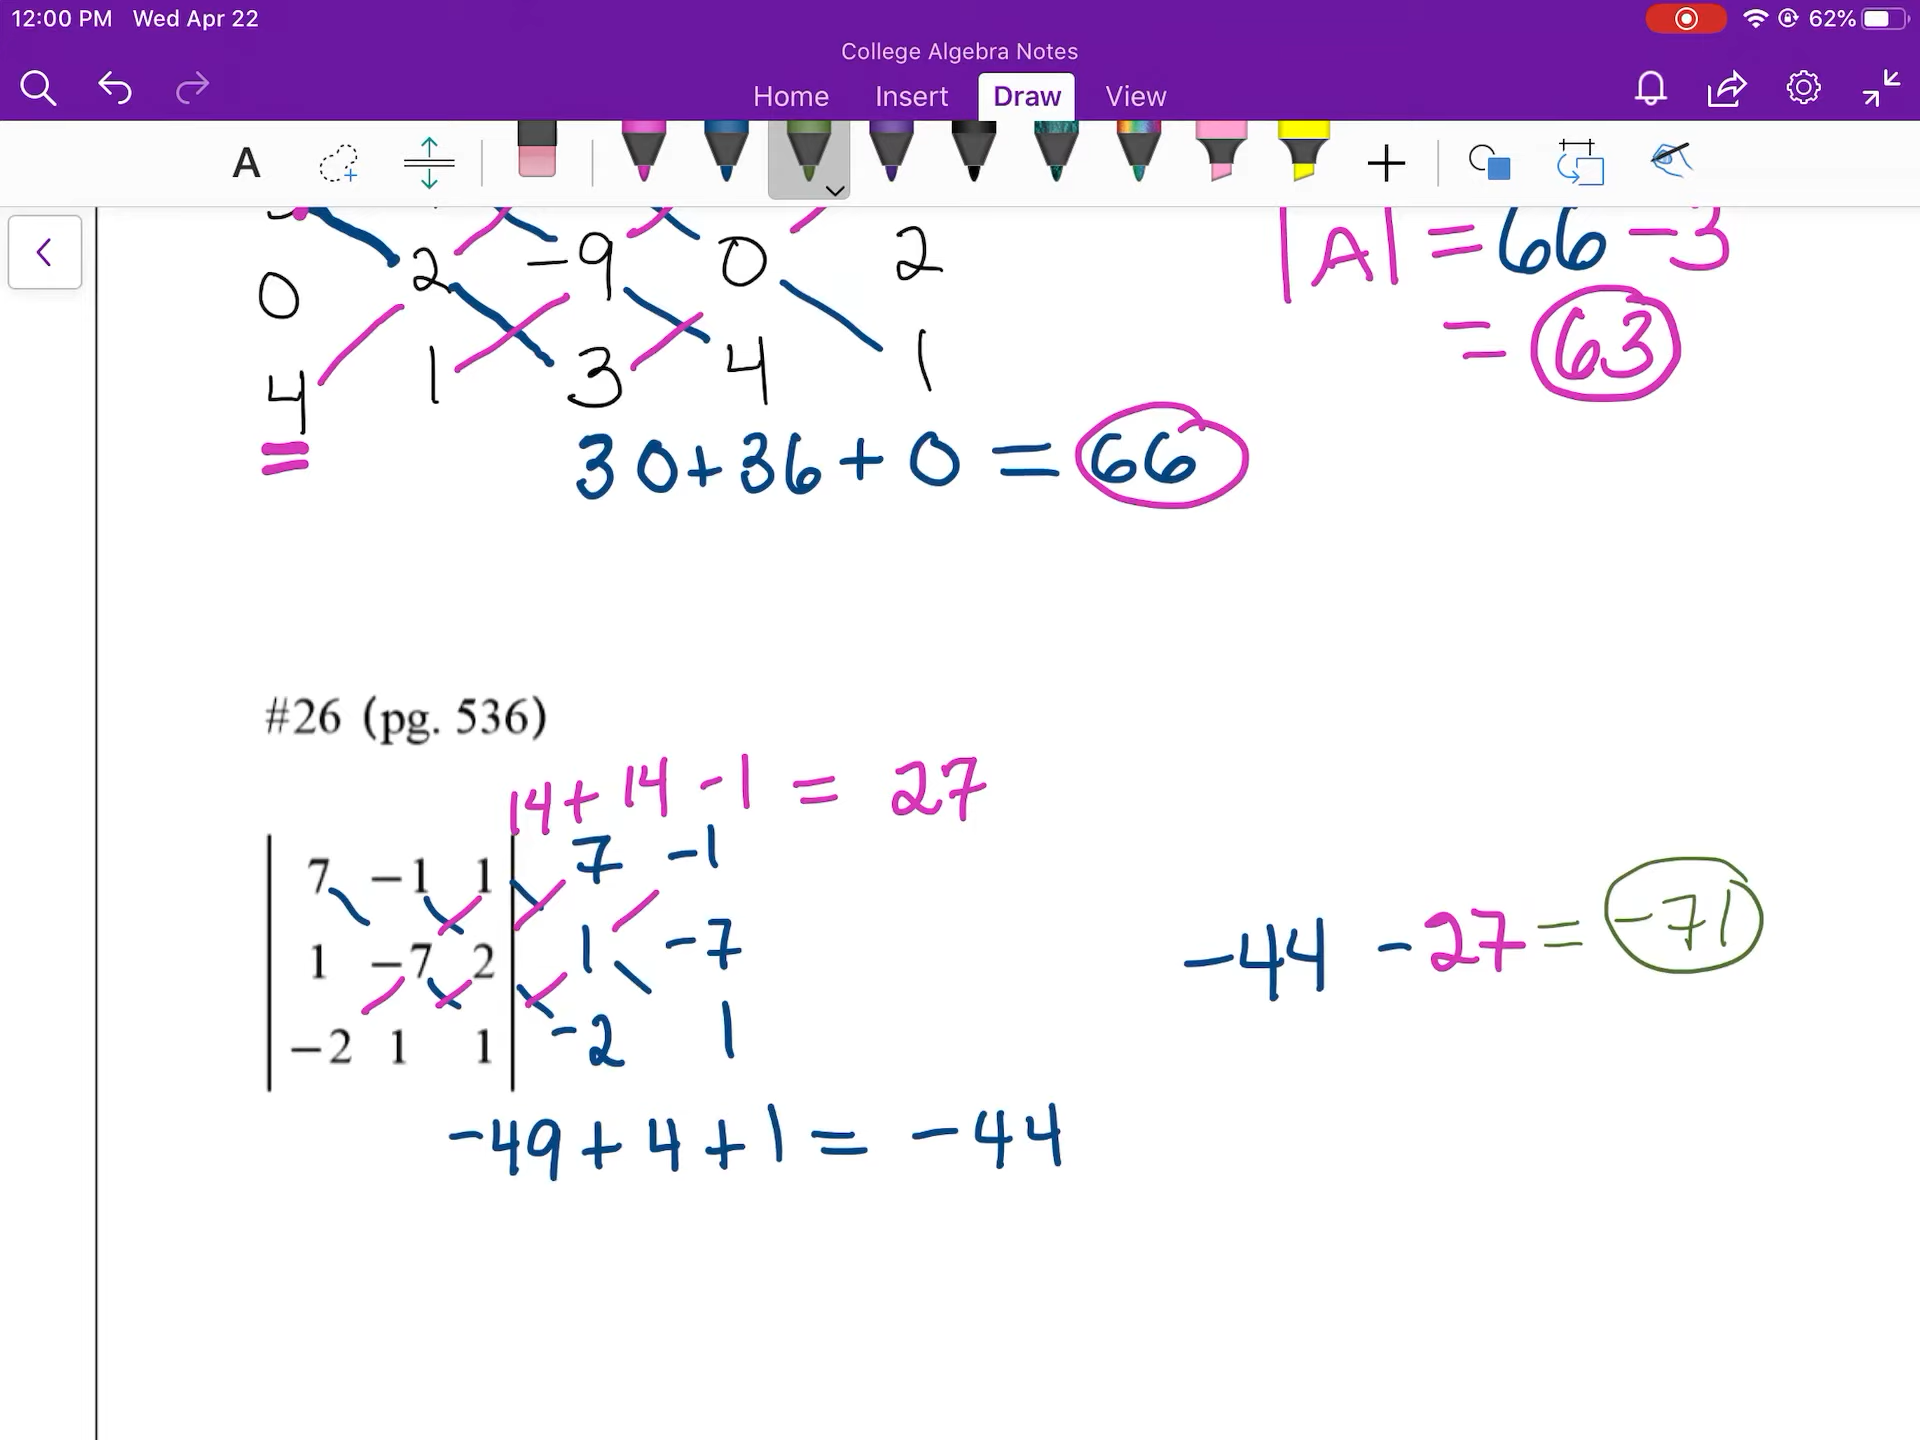 12:00 PM Wed Apr 22
62%
College Algebra Notes
Home Insert Draw View
A
|A| = 66 - 3
0 2 -9 0 2
= 63
4 1 3 4 1
=
30 + 36 + 0 = 66
#26 (pg. 536)
14 + 14 - 1 = 27
7 −1 1 7 -1
1 −7 2 1 -7
−2 1 1 -2 1
-44 - 27 = -71
-49 + 4 + 1 = -44